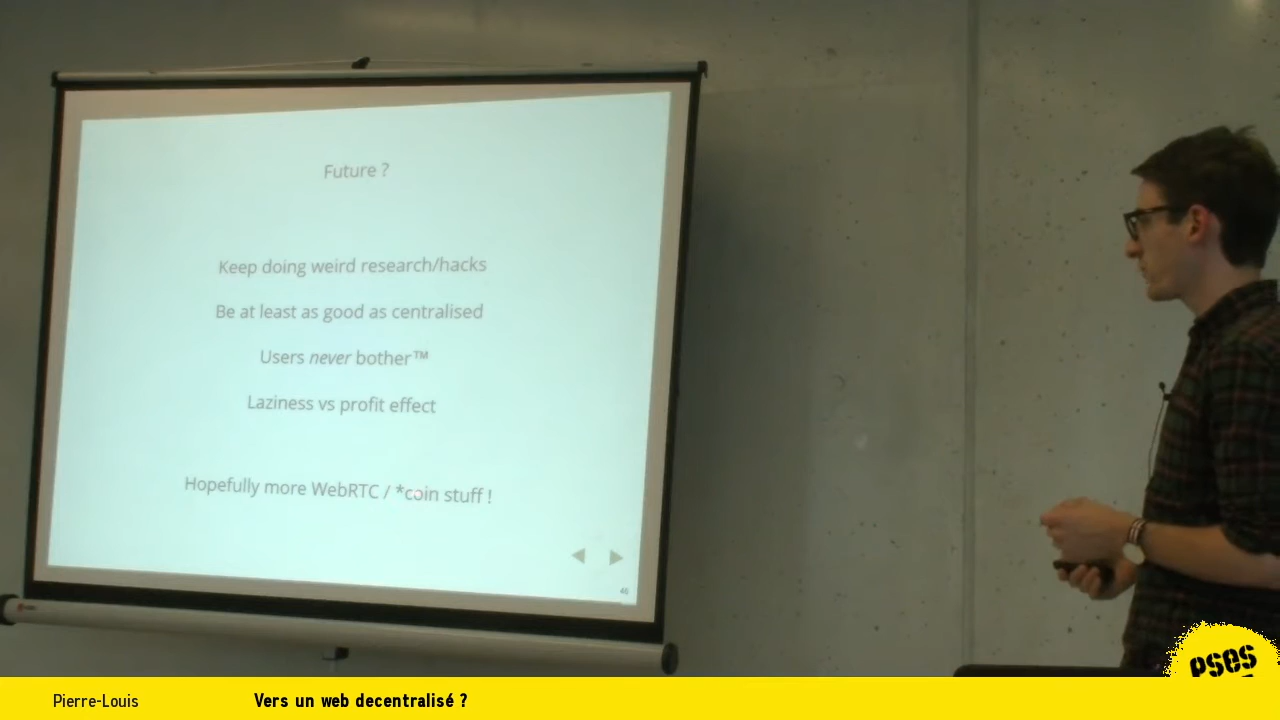 Future ?
Keep doing weird research/hacks
Be at least as good as centralised
Users never bother™
Laziness vs profit effect
Hopefully more WebRTC / *coin stuff !
46
Pierre-Louis
Vers un web decentralisé ?
PSES